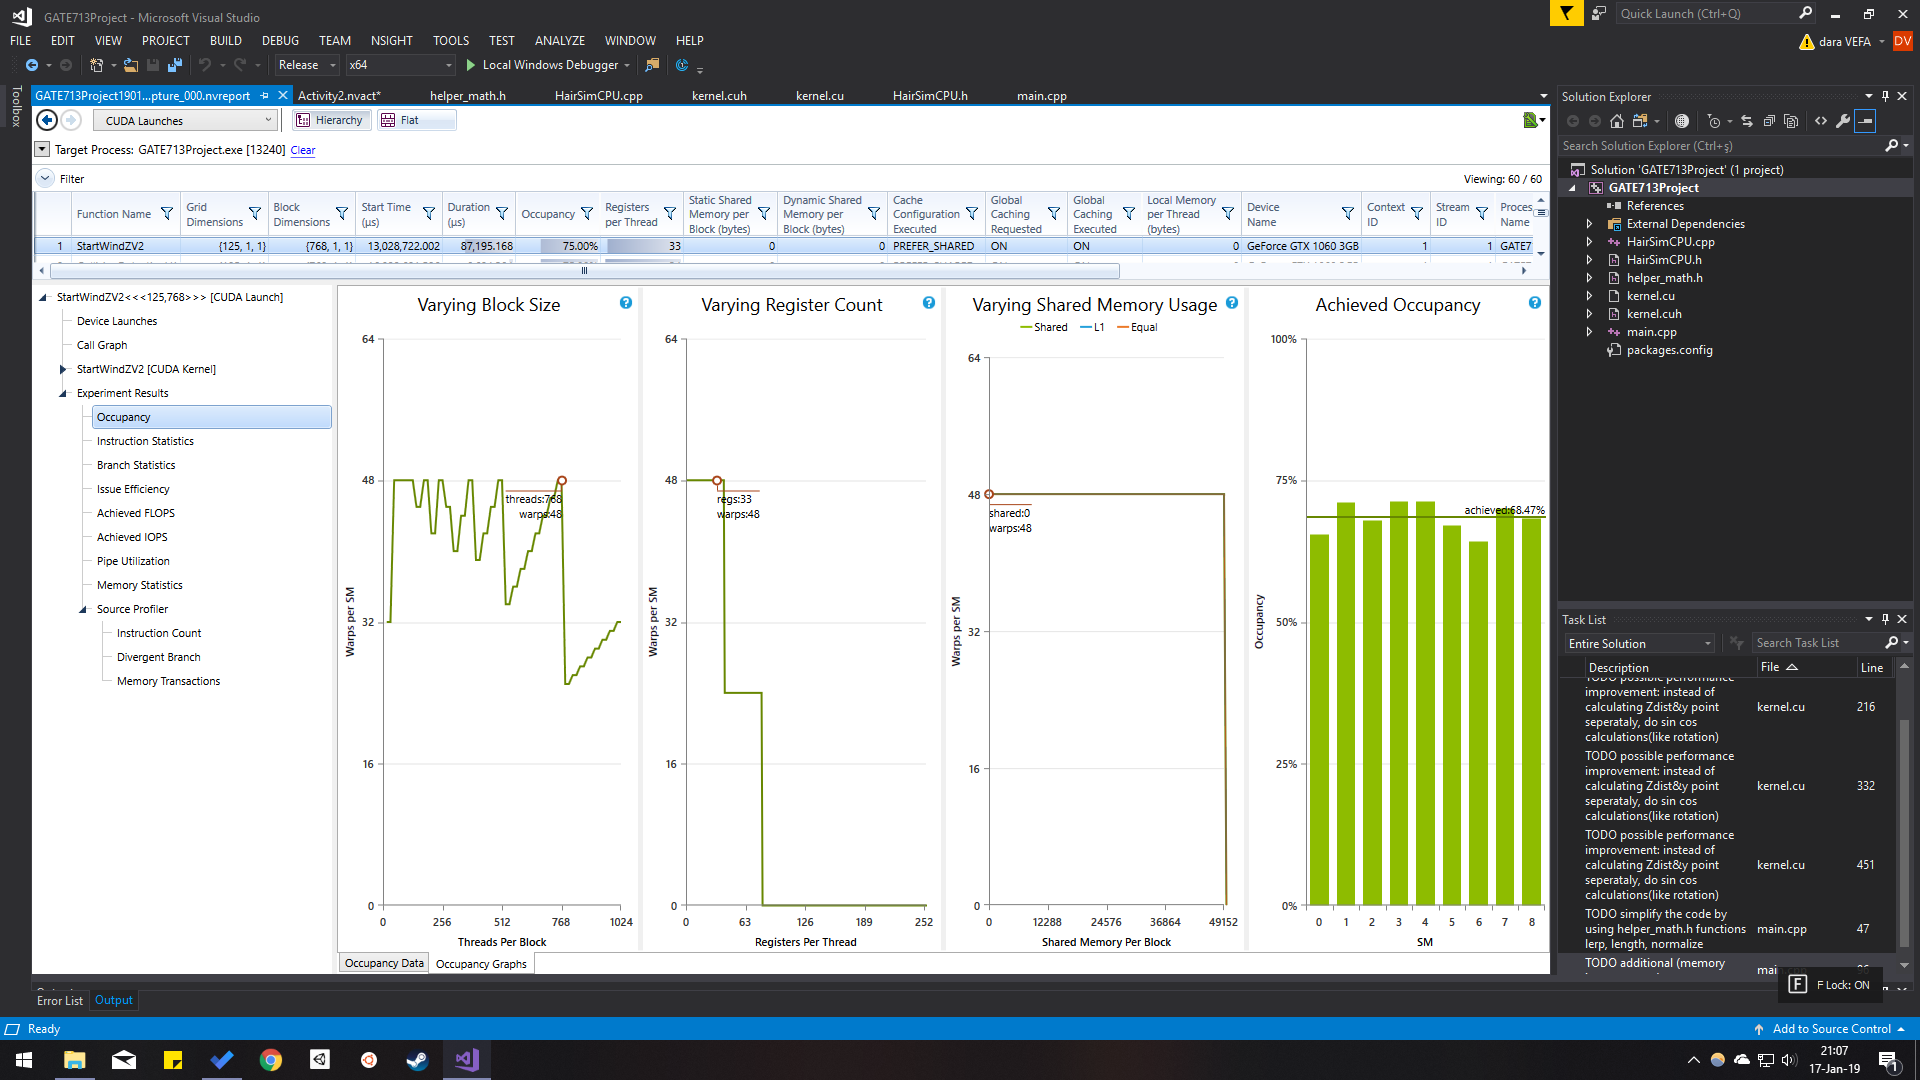 GATE713Project - Microsoft Visual Studio
Quick Launch (Ctrl+Q)
FILE EDIT VIEW PROJECT BUILD DEBUG TEAM NSIGHT TOOLS TEST ANALYZE WINDOW HELP
dara VEFA DV
Release x64 Local Windows Debugger
Toolbox
GATE713Project1901...pture_000.nvreport Activity2.nvact* helper_math.h HairSimCPU.cpp kernel.cuh kernel.cu HairSimCPU.h main.cpp
CUDA Launches Hierarchy Flat
Target Process: GATE713Project.exe [13240] Clear
Filter Viewing: 60 / 60
Function Name
Grid Dimensions
Block Dimensions
Start Time (µs)
Duration (µs)
Occupancy
Registers per Thread
Static Shared Memory per Block (bytes)
Dynamic Shared Memory per Block (bytes)
Cache Configuration Executed
Global Caching Requested
Global Caching Executed
Local Memory per Thread (bytes)
Device Name
Context ID
Stream ID
Proces Name
1 StartWindZV2 {125, 1, 1} {768, 1, 1} 13,028,722.002 87,195.168 75.00% 33 0 0 PREFER_SHARED ON ON 0 GeForce GTX 1060 3GB 1 1 GATE7
StartWindZV2<<<125,768>>> [CUDA Launch]
Device Launches
Call Graph
StartWindZV2 [CUDA Kernel]
Experiment Results
Occupancy
Instruction Statistics
Branch Statistics
Issue Efficiency
Achieved FLOPS
Achieved IOPS
Pipe Utilization
Memory Statistics
Source Profiler
Instruction Count
Divergent Branch
Memory Transactions
Varying Block Size
64
48
32
16
0
Warps per SM
threads:768
warps:48
0 256 512 768 1024
Threads Per Block
Varying Register Count
64
48
32
16
0
Warps per SM
regs:33
warps:48
0 63 126 189 252
Registers Per Thread
Varying Shared Memory Usage
Shared L1 Equal
64
48
32
16
0
Warps per SM
shared:0
warps:48
0 12288 24576 36864 49152
Shared Memory Per Block
Achieved Occupancy
100%
75%
50%
25%
0%
Occupancy
achieved:68.47%
0 1 2 3 4 5 6 7 8
SM
Occupancy Data Occupancy Graphs
Solution Explorer
Search Solution Explorer (Ctrl+ş)
Solution 'GATE713Project' (1 project)
GATE713Project
References
External Dependencies
HairSimCPU.cpp
HairSimCPU.h
helper_math.h
kernel.cu
kernel.cuh
main.cpp
packages.config
Task List
Entire Solution Search Task List
Description File Line
TODO possible performance
improvement: instead of
calculating Zdist&y point kernel.cu 216
seperataly, do sin cos
calculations(like rotation)
TODO possible performance
improvement: instead of
calculating Zdist&y point kernel.cu 332
seperataly, do sin cos
calculations(like rotation)
TODO possible performance
improvement: instead of
calculating Zdist&y point kernel.cu 451
seperataly, do sin cos
calculations(like rotation)
TODO simplify the code by
using helper_math.h functions main.cpp 47
lerp, length, normalize
TODO additional (memory
F F Lock: ON
Error List Output
Ready Add to Source Control
21:07
17-Jan-19
1